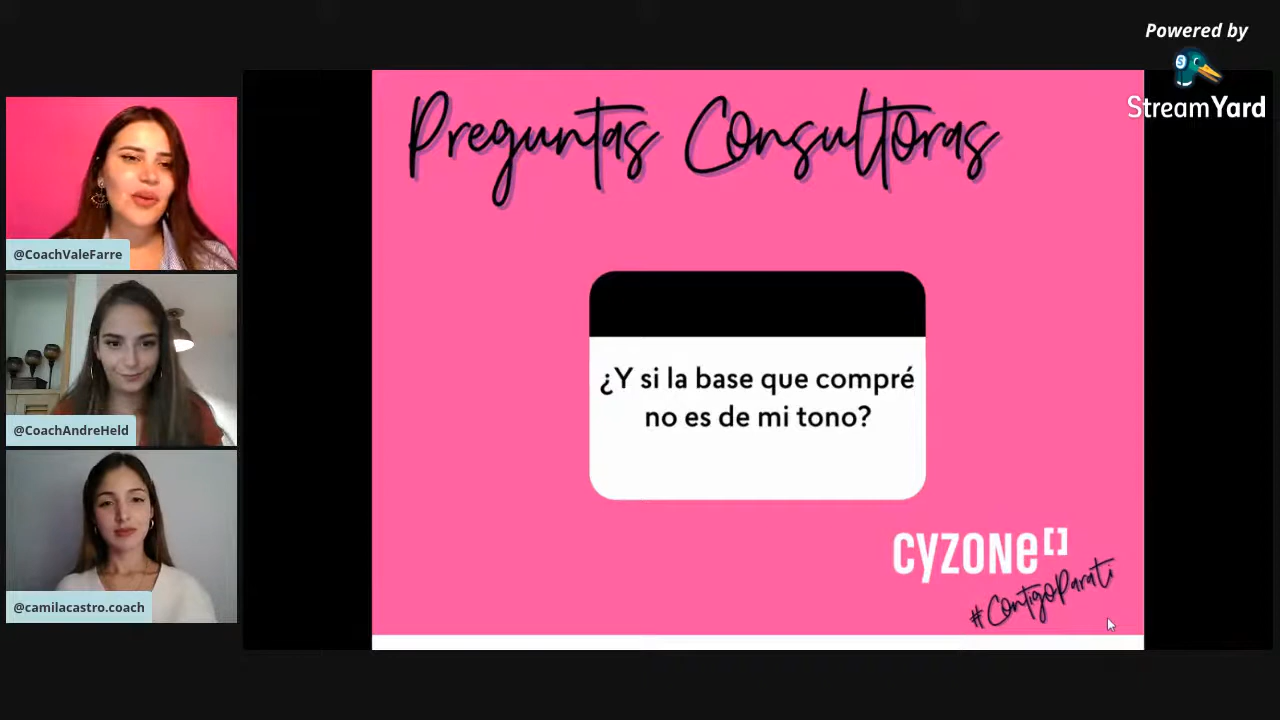 Powered by
StreamYard
Preguntas Consultoras
@CoachValeFarre
@CoachAndreHeld
@camilacastro.coach
¿Y si la base que compré
no es de mi tono?
cyzone[]
#ContigoParati